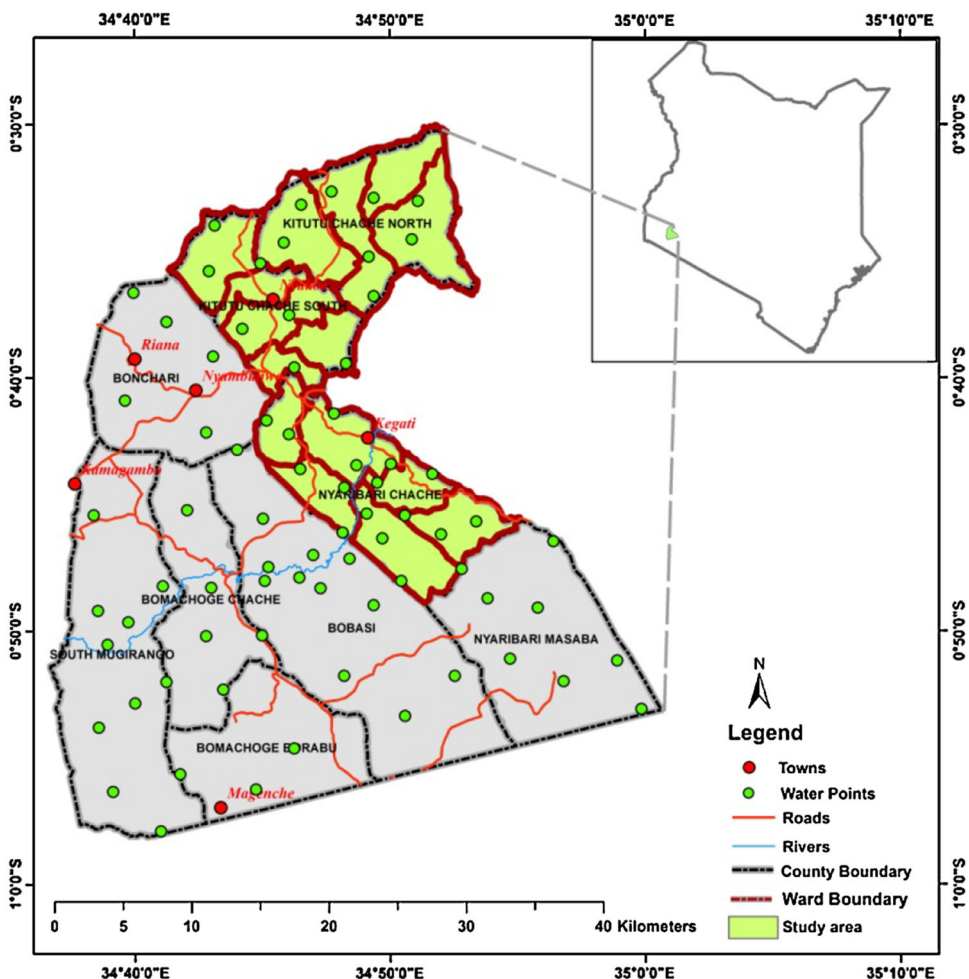 34°40'0"E 34°50'0"E 35°0'0"E 35°10'0"E
0°30'0"S 0°30'0"S
KITUTU CHACHE NORTH
KITUTU CHACHE SOUTH
Riana
BONCHARI
0°40'0"S 0°40'0"S
Kegati
NYARIBARI CHACHE
BOMACHOGE CHACHE
BOBASI
0°50'0"S 0°50'0"S
NYARIBARI MASABA
SOUTH MUGIRANGO
BOMACHOGE BORABU
Magenche
N
Legend
Towns
Water Points
Roads
Rivers
County Boundary
Ward Boundary
Study area
1°0'0"S 1°0'0"S
0 5 10 20 30 40 Kilometers
34°40'0"E 34°50'0"E 35°0'0"E 35°10'0"E